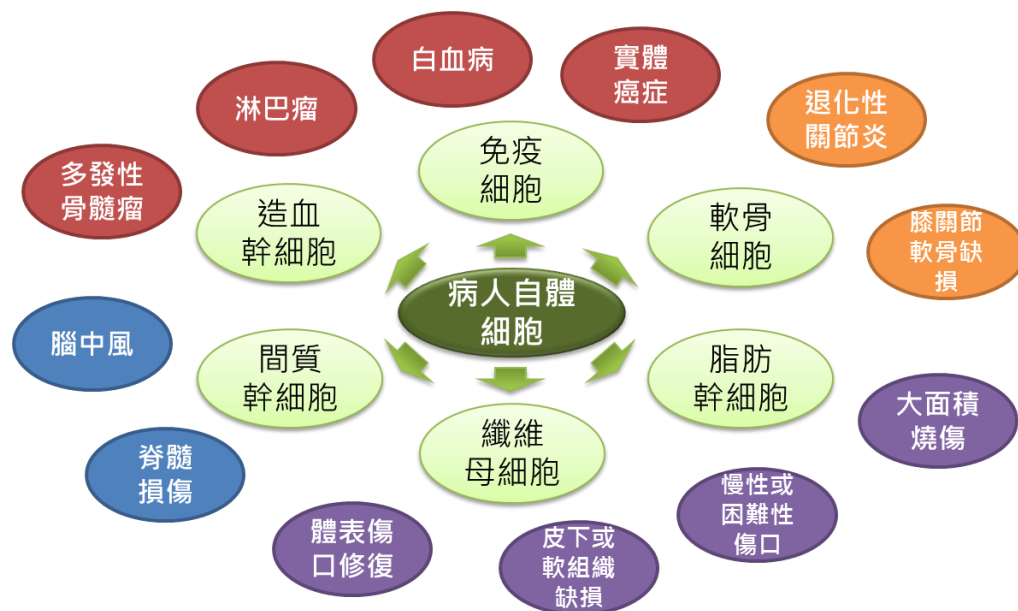 白血病
實體
癌症
淋巴瘤
退化性
關節炎
多發性
骨髓瘤
免疫
細胞
造血
幹細胞
軟骨
細胞
膝關節
軟骨缺
損
病人自體
細胞
腦中風
間質
幹細胞
脂肪
幹細胞
大面積
燒傷
纖維
母細胞
脊髓
損傷
慢性或
困難性
傷口
體表傷
口修復
皮下或
軟組織
缺損